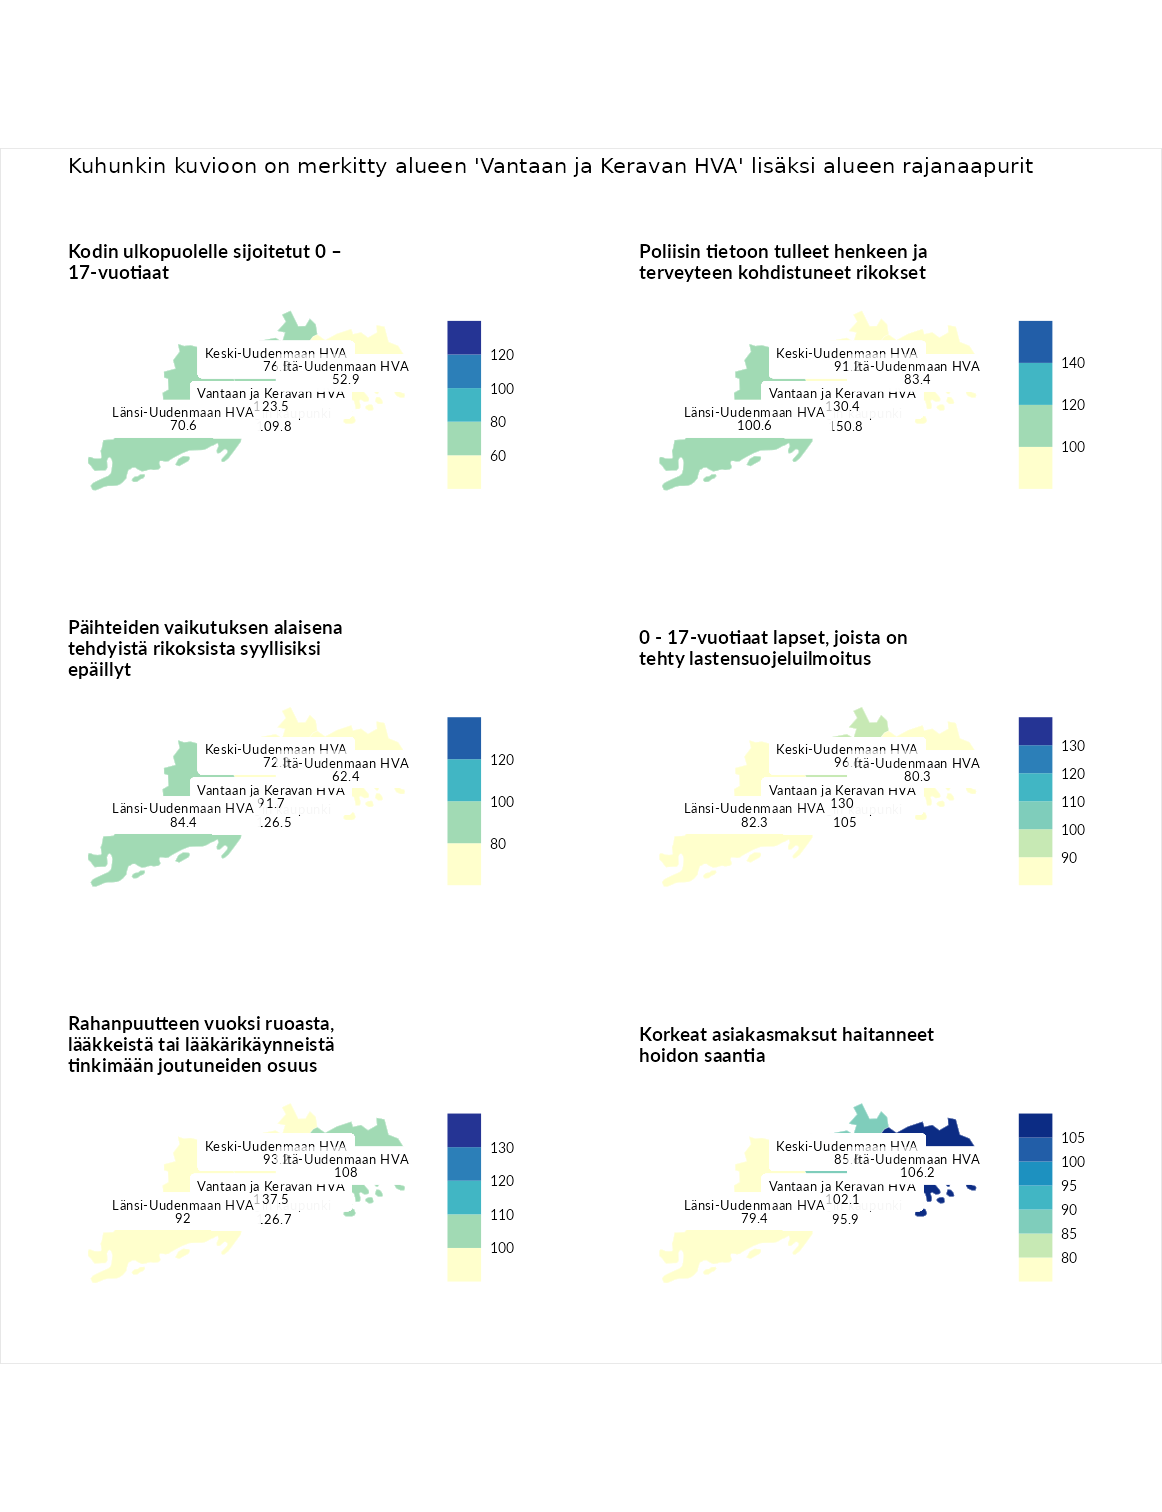 Kuhunkin kuvioon on merkitty alueen 'Vantaan ja Keravan HVA' lisäksi alueen rajanaapurit
Kodin ulkopuolelle sijoitetut 0 –
17-vuotiaat
Keski-Uudenmaan HVA
Itä-Uudenmaan HVA
52.9
Vantaan ja Keravan HVA
123.5
Länsi-Uudenmaan HVA
70.6
109.8
120
100
80
60
Poliisin tietoon tulleet henkeen ja
terveyteen kohdistuneet rikokset
Keski-Uudenmaan HVA
Itä-Uudenmaan HVA
83.4
Vantaan ja Keravan HVA
130.4
Länsi-Uudenmaan HVA
100.6
150.8
140
120
100
Päihteiden vaikutuksen alaisena
tehdyistä rikoksista syyllisiksi
epäillyt
Keski-Uudenmaan HVA
Itä-Uudenmaan HVA
62.4
Vantaan ja Keravan HVA
91.7
Länsi-Uudenmaan HVA
84.4
126.5
120
100
80
0 - 17-vuotiaat lapset, joista on
tehty lastensuojeluilmoitus
Keski-Uudenmaan HVA
Itä-Uudenmaan HVA
80.3
Vantaan ja Keravan HVA
130
Länsi-Uudenmaan HVA
82.3
105
130
120
110
100
90
Rahanpuutteen vuoksi ruoasta,
lääkkeistä tai lääkärikäynneistä
tinkimään joutuneiden osuus
Keski-Uudenmaan HVA
Itä-Uudenmaan HVA
108
Vantaan ja Keravan HVA
137.5
Länsi-Uudenmaan HVA
92
126.7
130
120
110
100
Korkeat asiakasmaksut haitanneet
hoidon saantia
Keski-Uudenmaan HVA
Itä-Uudenmaan HVA
106.2
Vantaan ja Keravan HVA
102.1
Länsi-Uudenmaan HVA
79.4
95.9
105
100
95
90
85
80